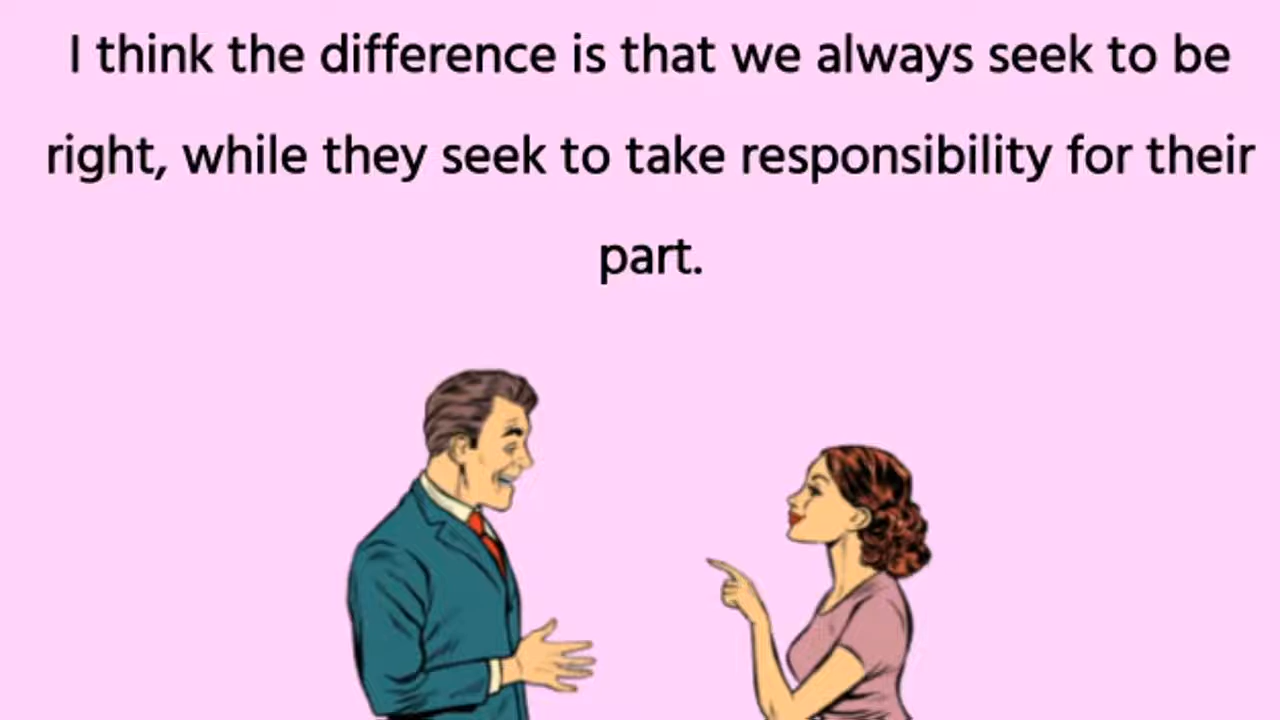 I think the difference is that we always seek to be
right, while they seek to take responsibility for their
part.